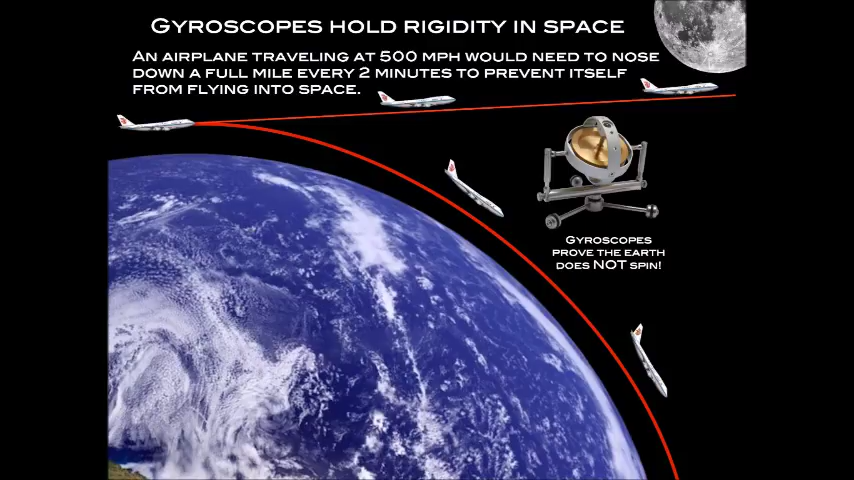 Gyroscopes hold rigidity in space
An airplane traveling at 500 mph would need to nose
down a full mile every 2 minutes to prevent itself
from flying into space.
Gyroscopes
prove the earth
does NOT spin!